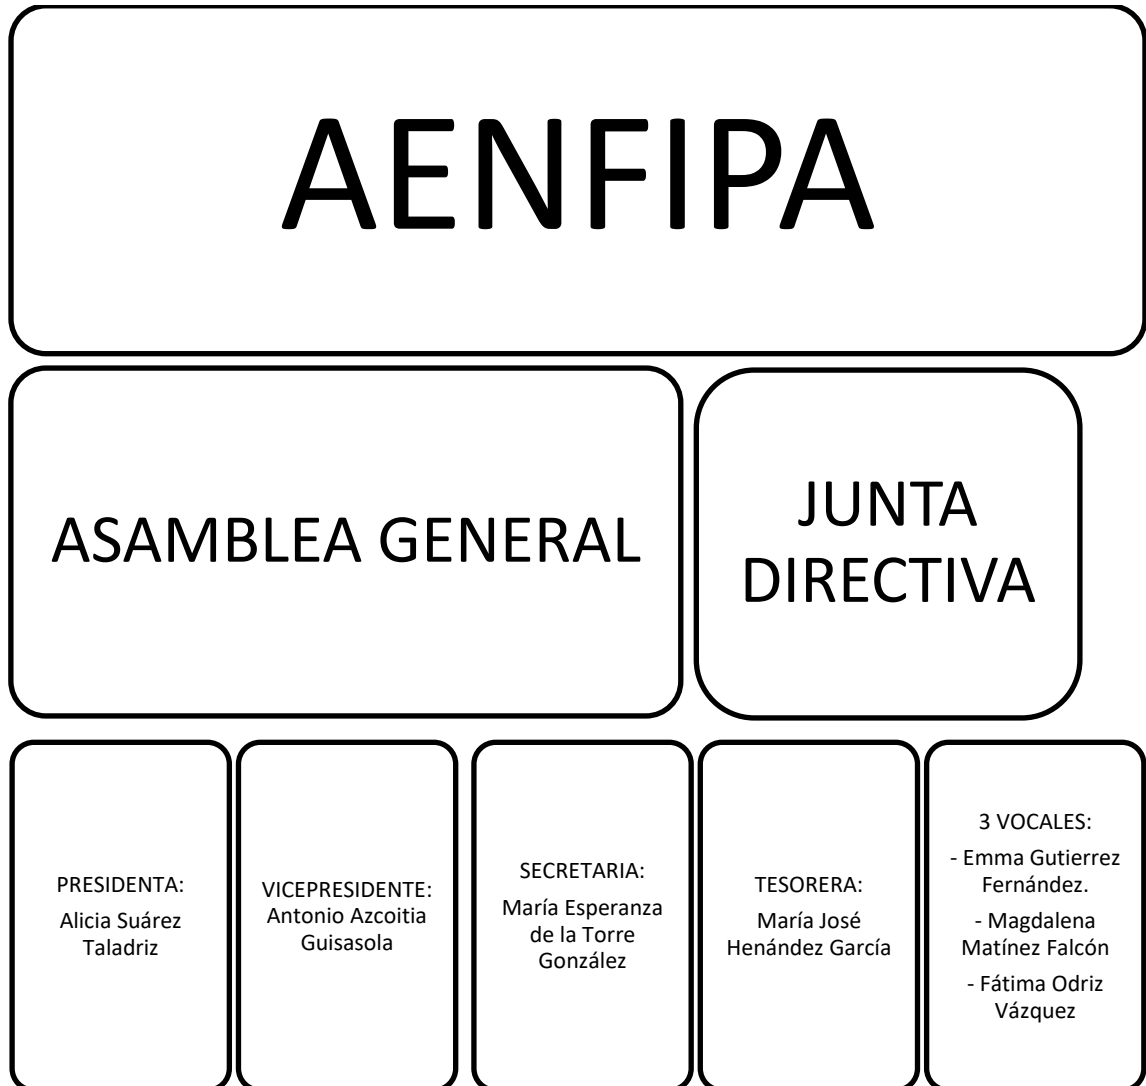 AENFIPA
ASAMBLEA GENERAL
JUNTA
DIRECTIVA
PRESIDENTA:
Alicia Suárez
Taladriz
VICEPRESIDENTE:
Antonio Azcoitia
Guisasola
SECRETARIA:
María Esperanza
de la Torre
González
TESORERA:
María José
Henández García
3 VOCALES:
- Emma Gutierrez
Fernández.
- Magdalena
Matínez Falcón
- Fátima Odriz
Vázquez